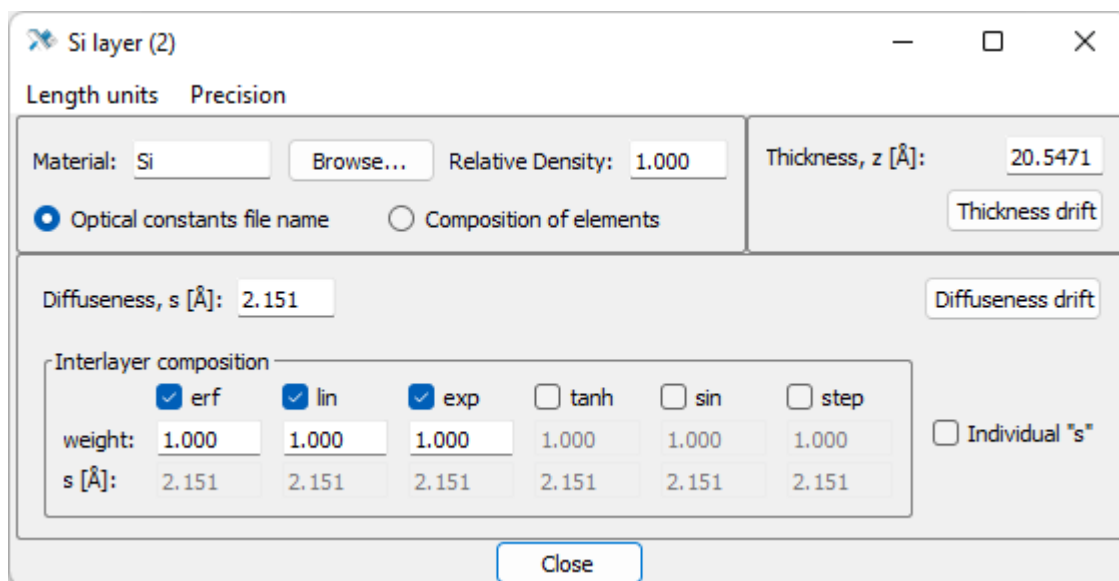 Si layer (2)
Length units Precision
Material: Si Browse... Relative Density: 1.000 Thickness, z [Å]: 20.5471
Optical constants file name Composition of elements Thickness drift
Diffuseness, s [Å]: 2.151 Diffuseness drift
Interlayer composition
erf lin exp tanh sin step
weight: 1.000 1.000 1.000 1.000 1.000 1.000 Individual "s"
s [Å]: 2.151 2.151 2.151 2.151 2.151 2.151
Close